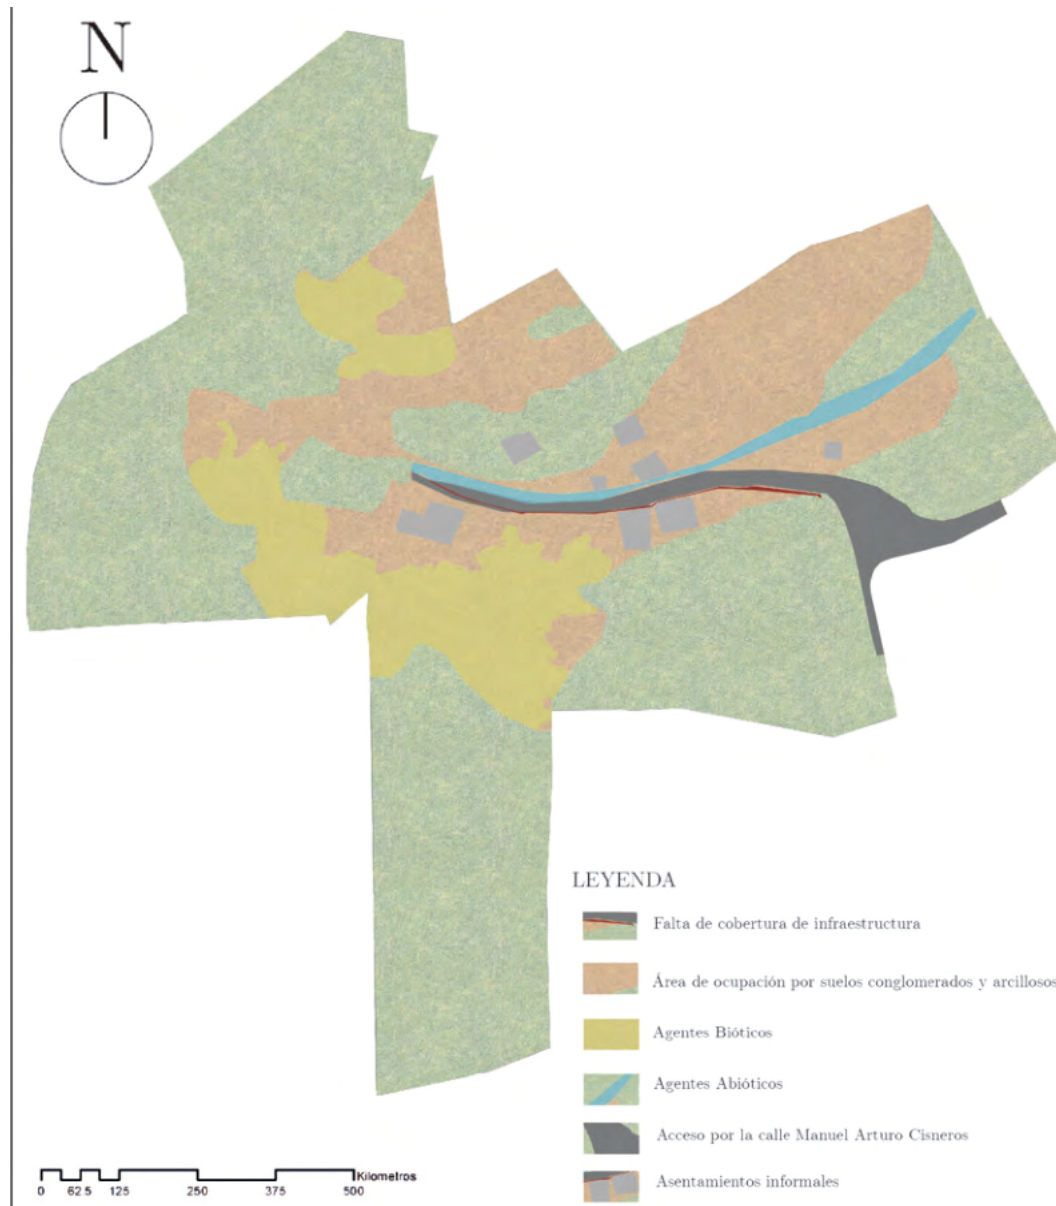 N
LEYENDA
Falta de cobertura de infraestructura
Área de ocupación por suelos conglomerados y arcillosos
Agentes Bióticos
Agentes Abióticos
Acceso por la calle Manuel Arturo Cisneros
Asentamientos informales
Kilometros
0 62.5 125 250 375 500